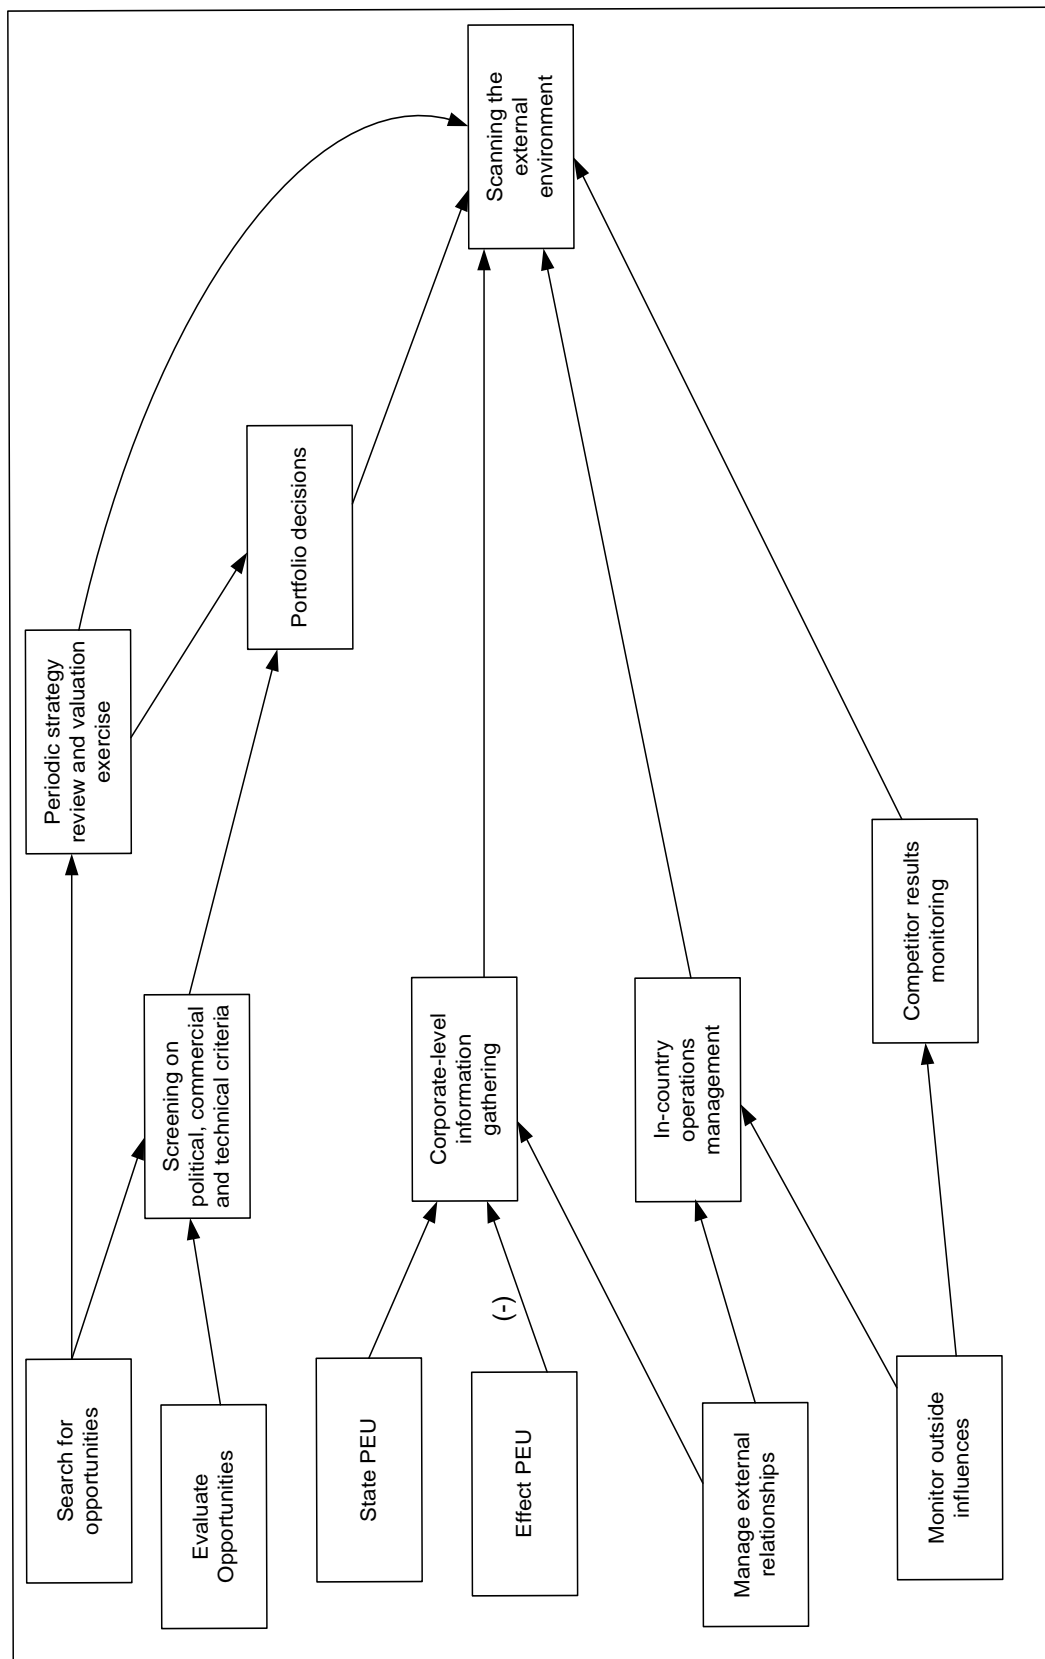 Search for
opportunities
Evaluate
Opportunities
State PEU
Effect PEU
(-)
Manage external
relationships
Monitor outside
influences
Periodic strategy
review and valuation
exercise
Screening on
political, commercial
and technical criteria
Corporate-level
information
gathering
In-country
operations
management
Competitor results
monitoring
Portfolio decisions
Scanning the
external
environment